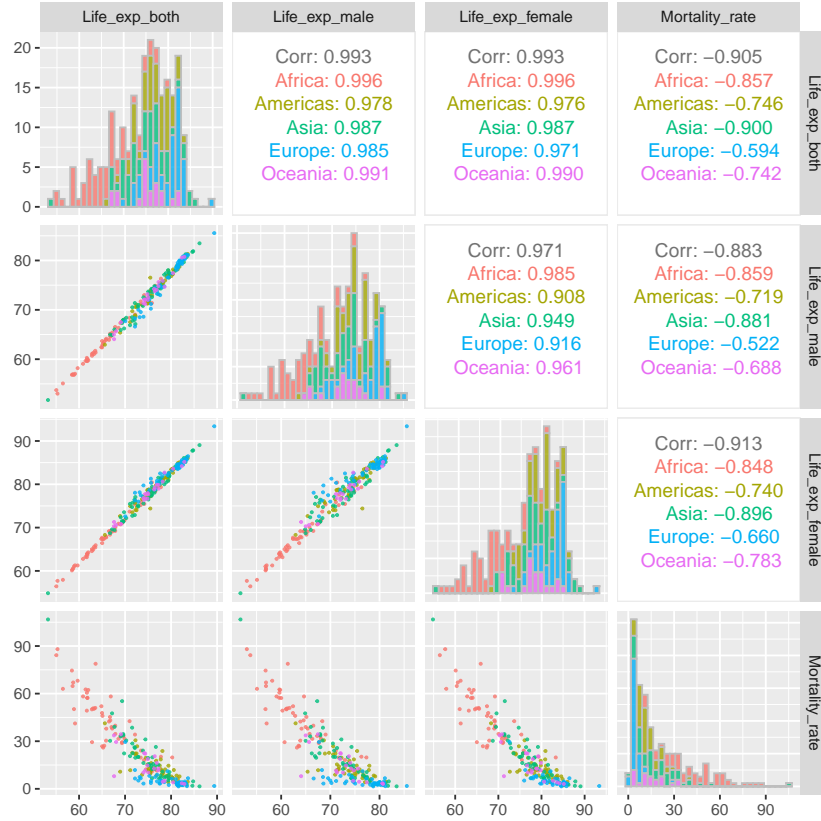 Life_exp_both Life_exp_male Life_exp_female Mortality_rate
20
15
10
5
0
Corr: 0.993
Africa: 0.996
Americas: 0.978
Asia: 0.987
Europe: 0.985
Oceania: 0.991
Corr: 0.993
Africa: 0.996
Americas: 0.976
Asia: 0.987
Europe: 0.971
Oceania: 0.990
Corr: −0.905
Africa: −0.857
Americas: −0.746
Asia: −0.900
Europe: −0.594
Oceania: −0.742
Life_exp_both
80
70
60
Corr: 0.971
Africa: 0.985
Americas: 0.908
Asia: 0.949
Europe: 0.916
Oceania: 0.961
Corr: −0.883
Africa: −0.859
Americas: −0.719
Asia: −0.881
Europe: −0.522
Oceania: −0.688
Life_exp_male
90
80
70
60
Corr: −0.913
Africa: −0.848
Americas: −0.740
Asia: −0.896
Europe: −0.660
Oceania: −0.783
Life_exp_female
90
60
30
0
Mortality_rate
60 70 80 90
60 70 80
60 70 80 90
0 30 60 90